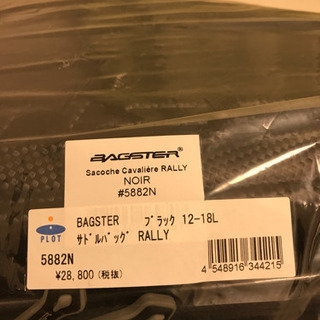 BAGSTER
Sacoche Cavalière RALLY
NOIR
#5882N
PLOT
BAGSTER ﾌﾞﾗｯｸ 12-18L
ｻﾄﾞﾙﾊﾞｯｸﾞ RALLY
5882N
¥28,800 (税抜)
4 548916 344215